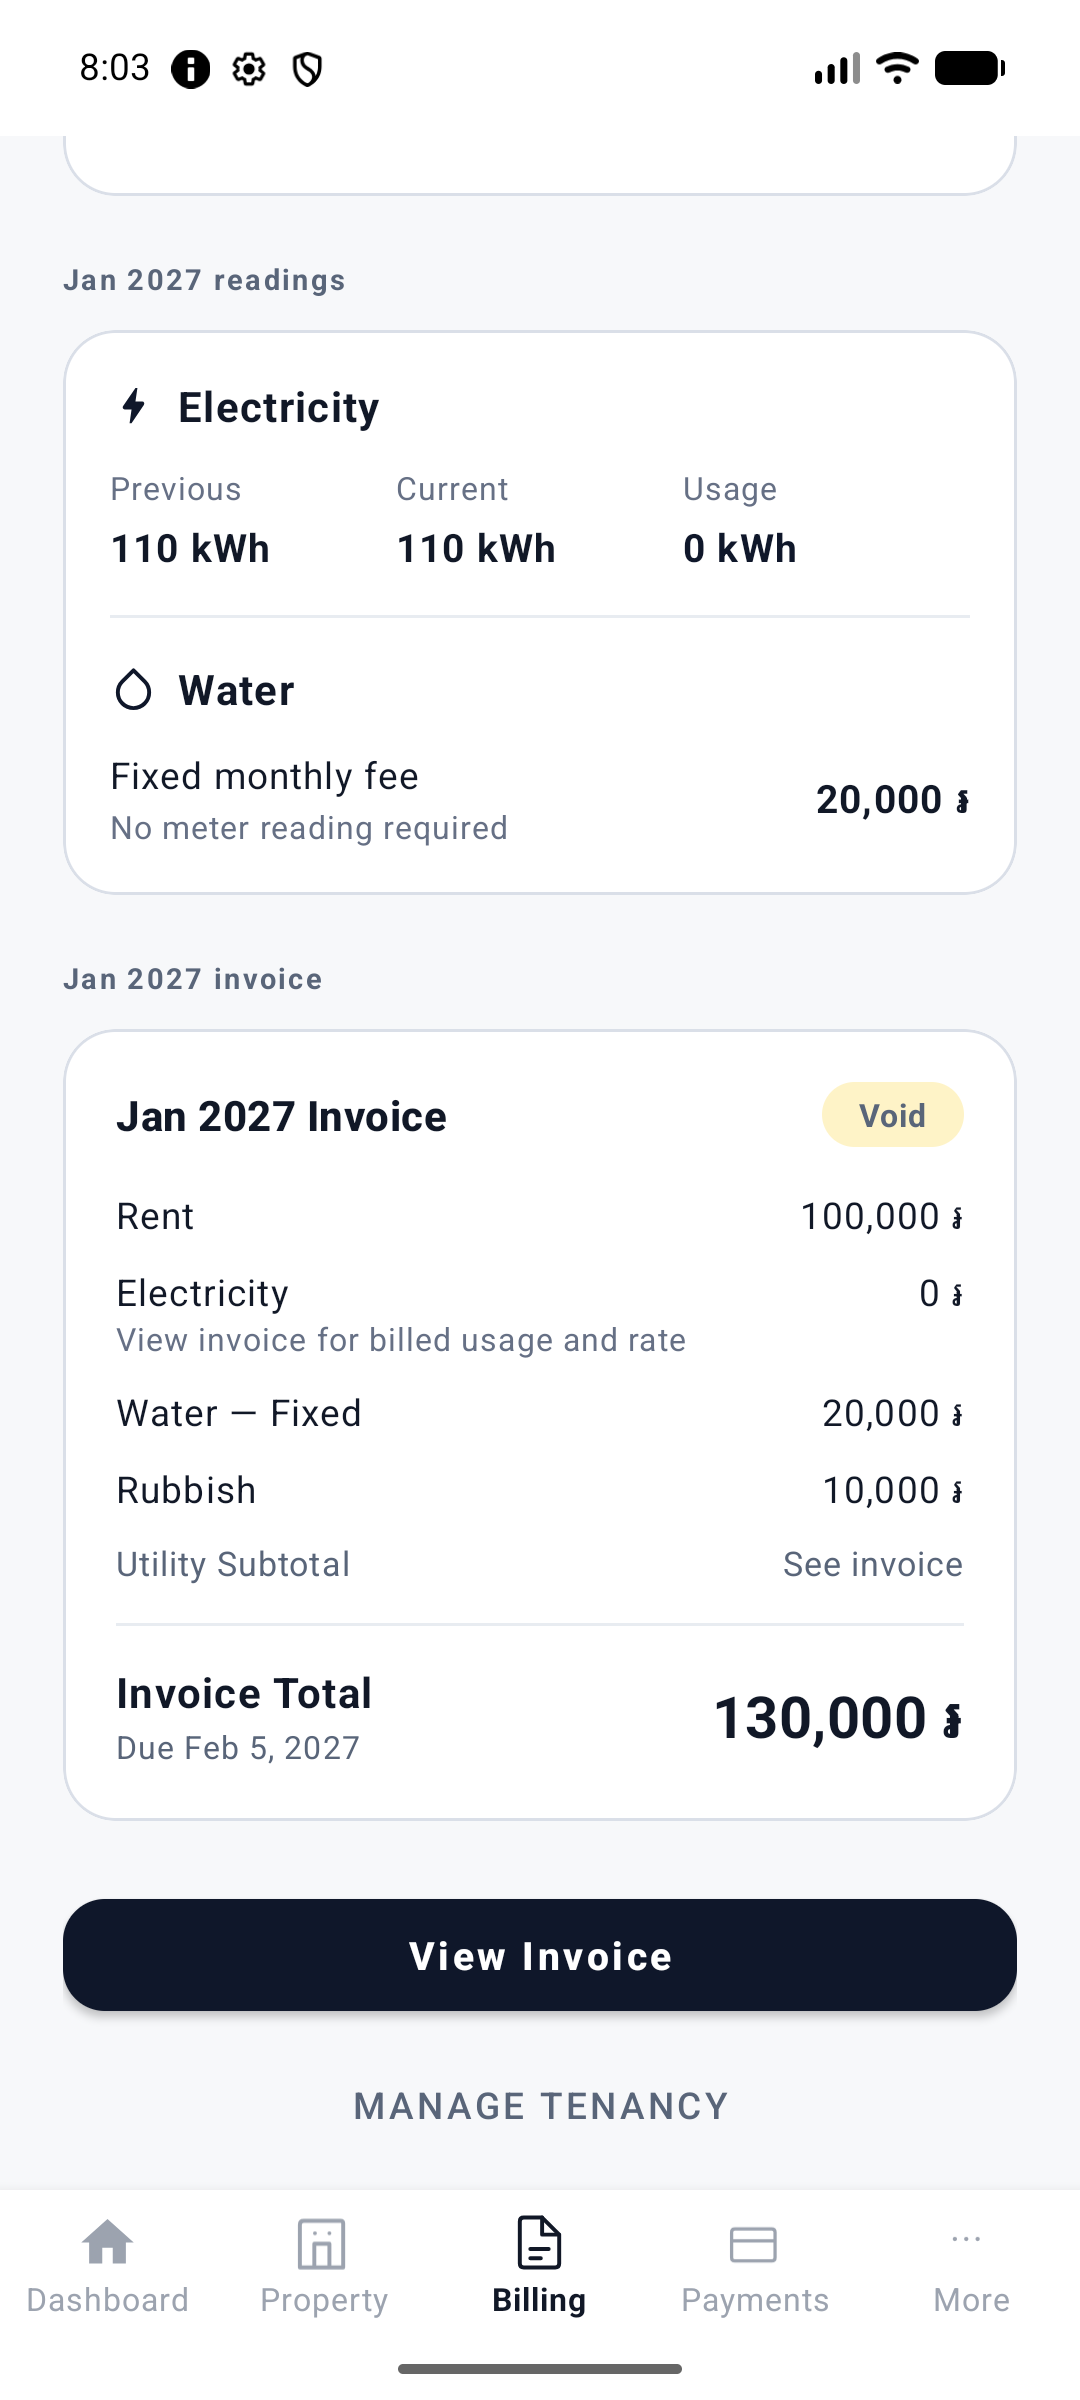 8:03
Jan 2027 readings
Electricity
Previous Current Usage
110 kWh 110 kWh 0 kWh
Water
Fixed monthly fee
20,000 ៛
No meter reading required
Jan 2027 invoice
Jan 2027 Invoice Void
Rent 100,000 ៛
Electricity 0 ៛
View invoice for billed usage and rate
Water — Fixed 20,000 ៛
Rubbish 10,000 ៛
Utility Subtotal See invoice
Invoice Total
130,000 ៛
Due Feb 5, 2027
View Invoice
MANAGE TENANCY
Dashboard Property Billing Payments More